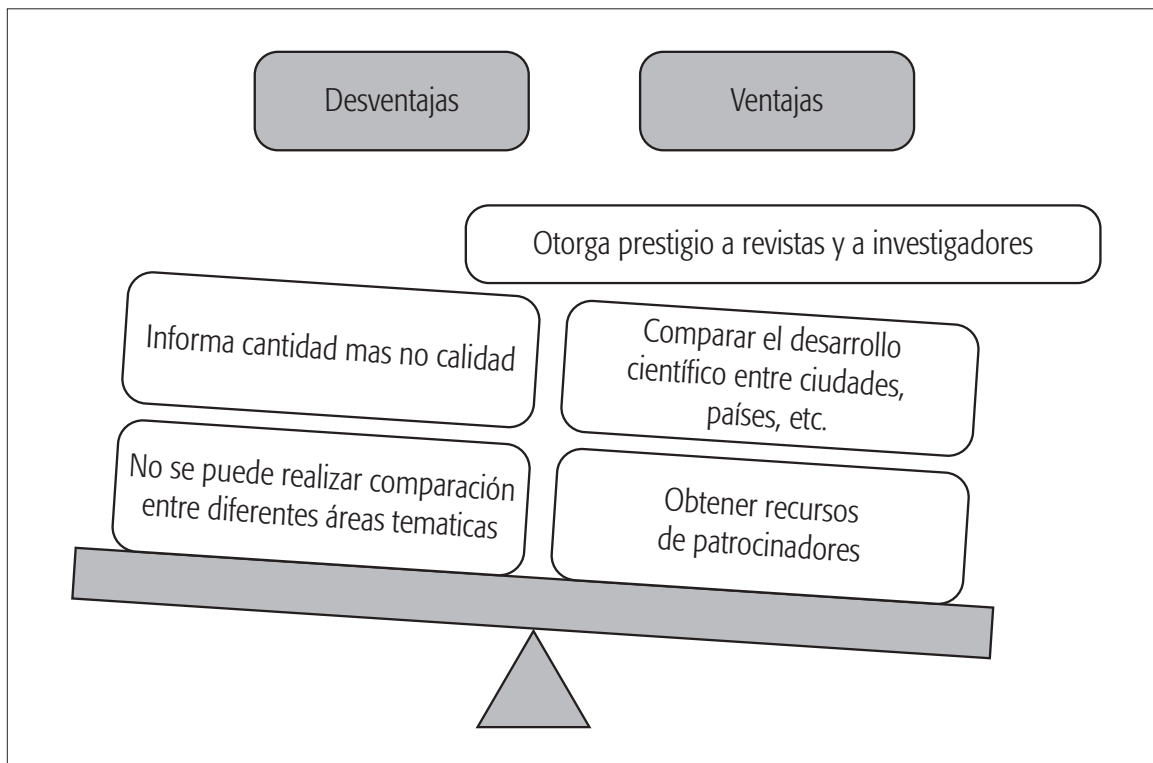 Desventajas
Ventajas
Otorga prestigio a revistas y a investigadores
Informa cantidad mas no calidad
Comparar el desarrollo
científico entre ciudades,
países, etc.
No se puede realizar comparación
entre diferentes áreas tematicas
Obtener recursos
de patrocinadores